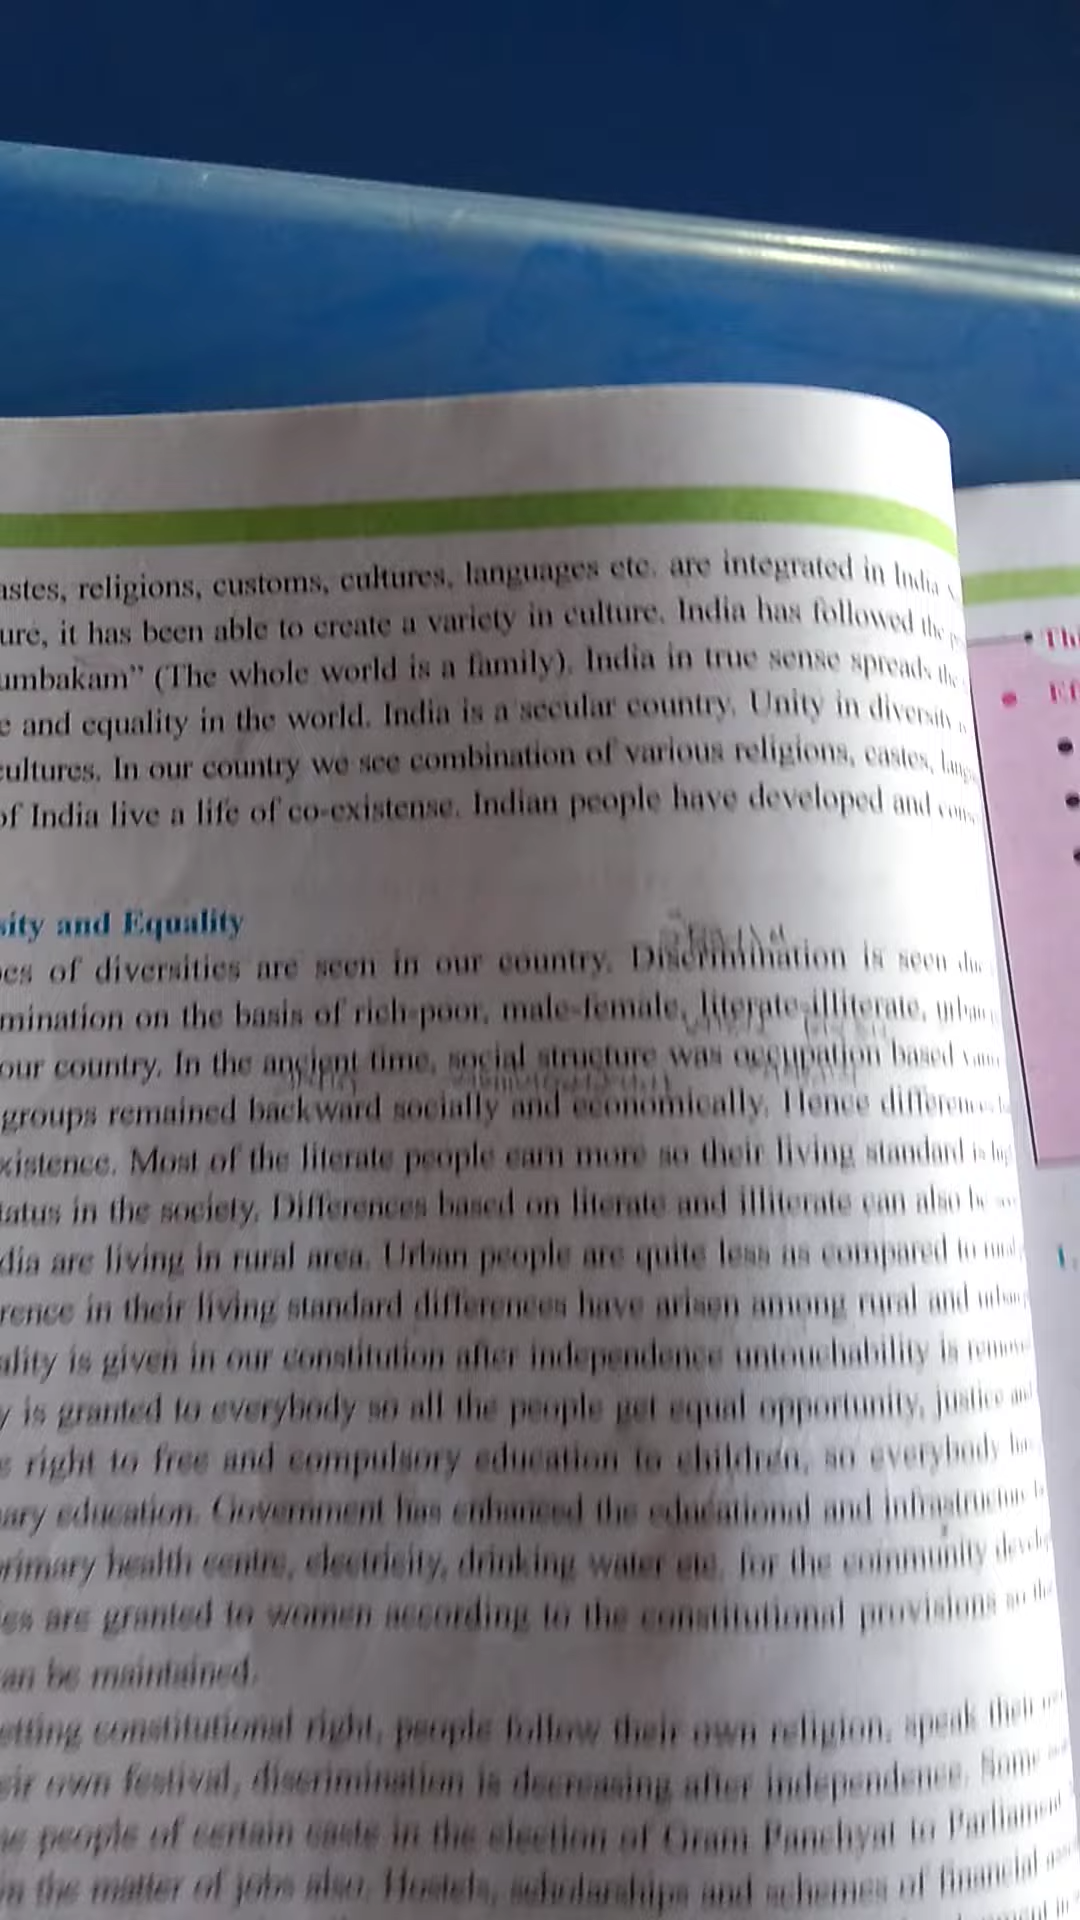 astes, religions, customs, cultures, languages etc. are integrated in India
ure, it has been able to create a variety in culture. India has followed the
umbakam” (The whole world is a family). India in true sense spreads the
e and equality in the world. India is a secular country. Unity in diversity
cultures. In our country we see combination of various religions, castes,
of India live a life of co-existense. Indian people have developed and
sity and Equality
es of diversities are seen in our country. Discrimination is seen due
mination on the basis of rich-poor, male-female, literate-illiterate, urban
our country. In the ancient time, social structure was occupation based
groups remained backward socially and economically. Hence differences
xistence. Most of the literate people earn more so their living standard is
tatus in the society. Differences based on literate and illiterate can also be
dia are living in rural area. Urban people are quite less as compared to rural
rence in their living standard differences have arisen among rural and urban
ality is given in our constitution after independence untouchability is
y is granted to everybody so all the people get equal opportunity, justice and
e right to free and compulsory education to children, so everybody
ary education. Government has enhanced the educational and
primary health centre, electricity, drinking water etc. for the community
es are granted to women according to the constitutional provisions so
an be maintained.
etting constitutional right, people follow their own religion, speak their
eir own festival, discrimination is decreasing after independence. Some
he people of certain caste in the election of Gram Panchyat to Parliament
n the matter of jobs also. Hostels, scholarships and schemes of financial
Th
Ef
1.